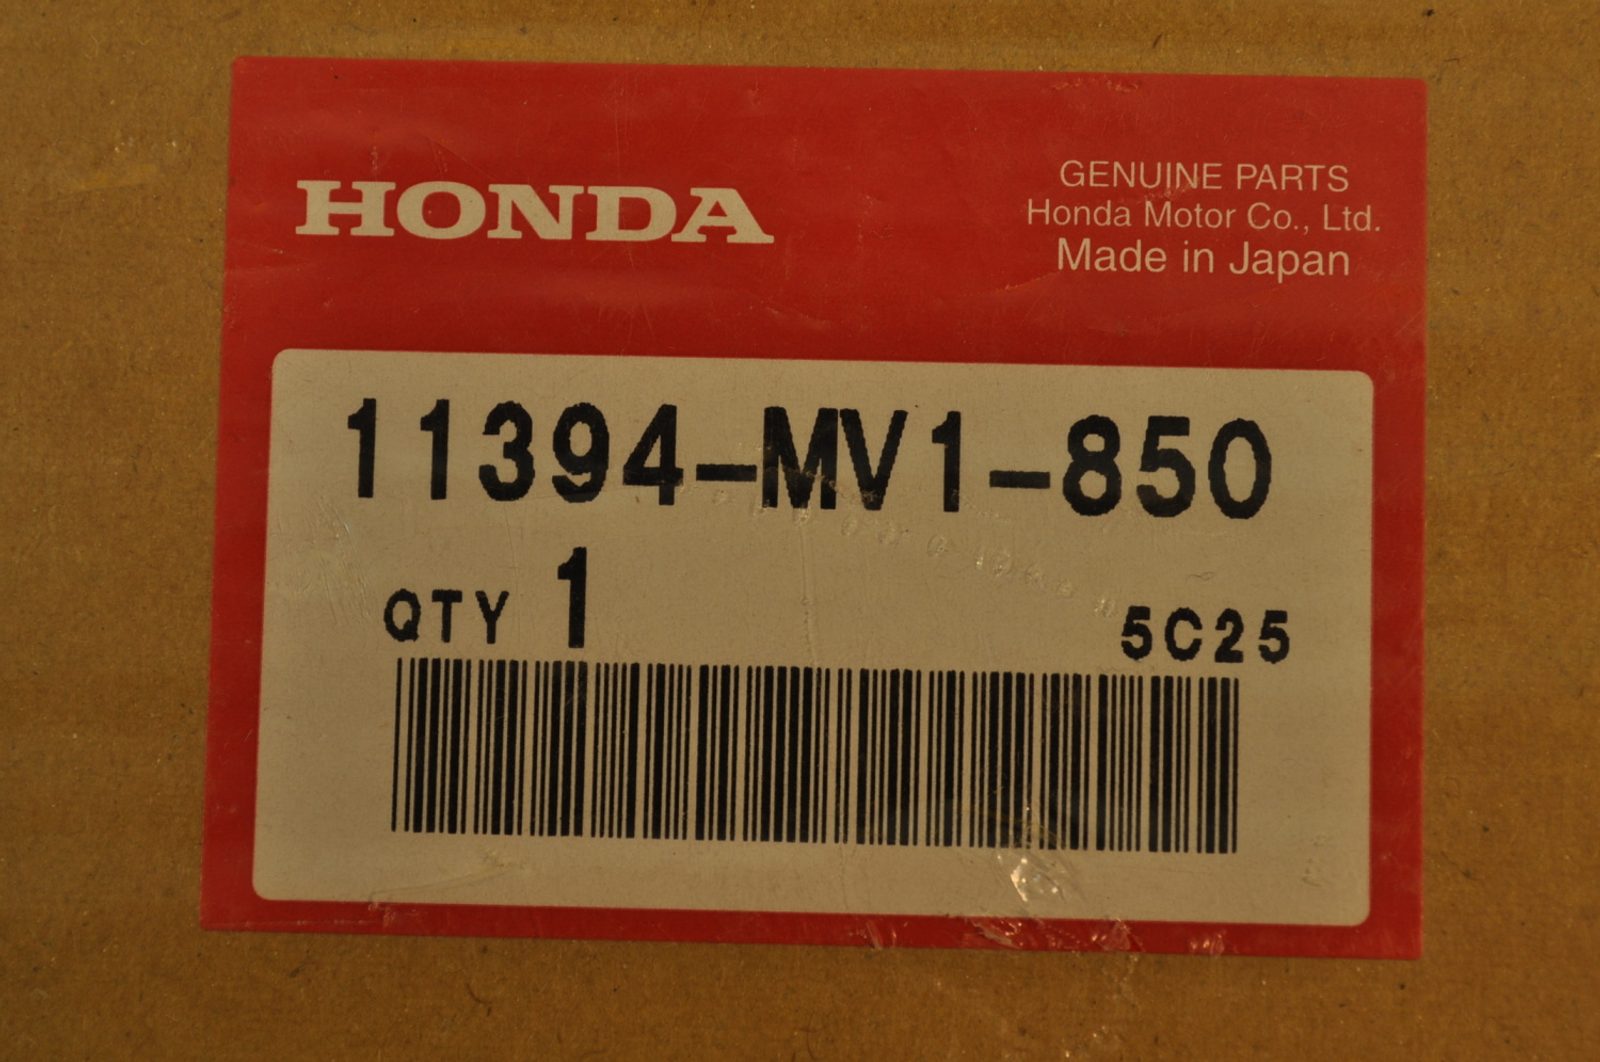 HONDA
GENUINE PARTS
Honda Motor Co., Ltd.
Made in Japan
11394-MV1-850
QTY 1
5C25